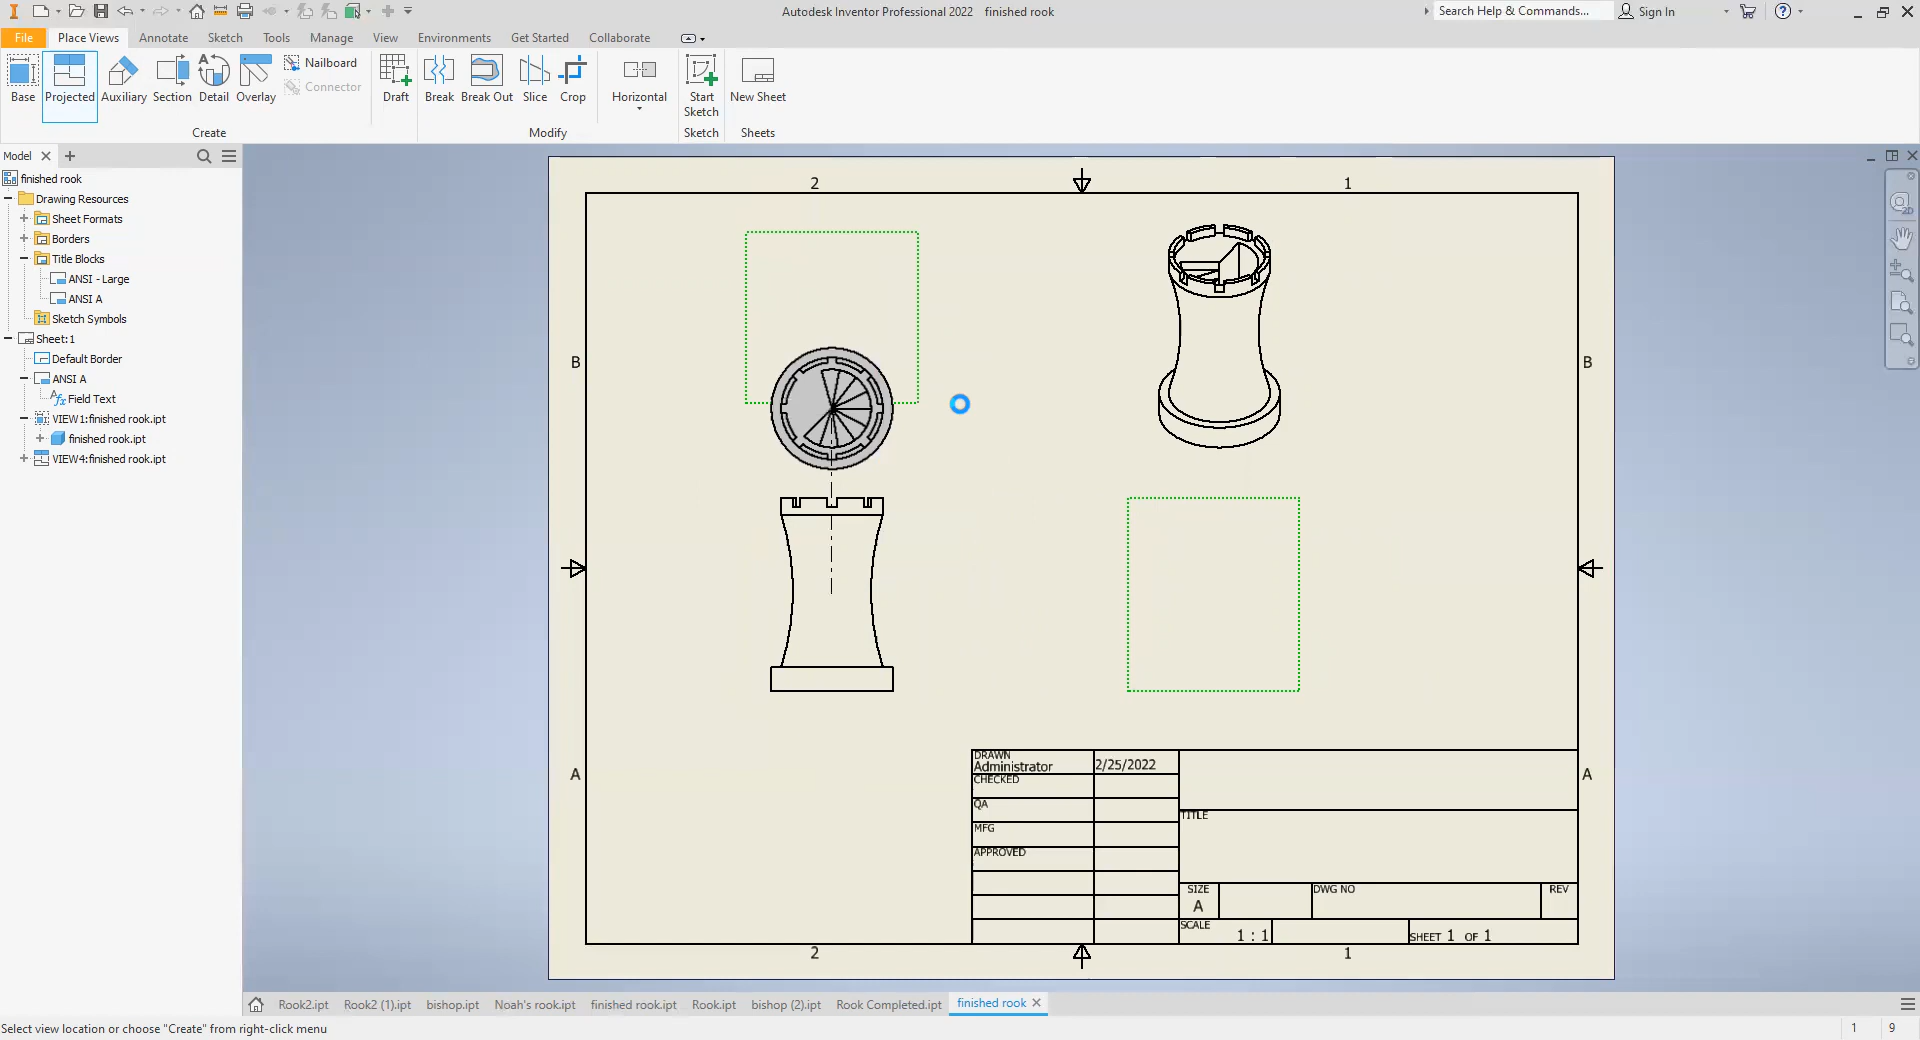 Autodesk Inventor Professional 2022 finished rook
Search Help & Commands...
Sign In
File
Place Views
Annotate
Sketch
Tools
Manage
View
Environments
Get Started
Collaborate
Base
Projected
Auxiliary
Section
Detail
Overlay
Nailboard
Connector
Draft
Break
Break Out
Slice
Crop
Horizontal
Start
Sketch
New Sheet
Create
Modify
Sketch
Sheets
Model
finished rook
Drawing Resources
Sheet Formats
Borders
Title Blocks
ANSI - Large
ANSI A
Sketch Symbols
Sheet:1
Default Border
ANSI A
Field Text
VIEW1:finished rook.ipt
finished rook.ipt
VIEW4:finished rook.ipt
2D
2
1
B
B
A
A
DRAWN
Administrator
2/25/2022
CHECKED
QA
MFG
APPROVED
TITLE
SIZE
A
DWG NO
REV
SCALE
1 : 1
SHEET 1 OF 1
2
1
Rook2.ipt
Rook2 (1).ipt
bishop.ipt
Noah's rook.ipt
finished rook.ipt
Rook.ipt
bishop (2).ipt
Rook Completed.ipt
finished rook
Select view location or choose "Create" from right-click menu
1
9